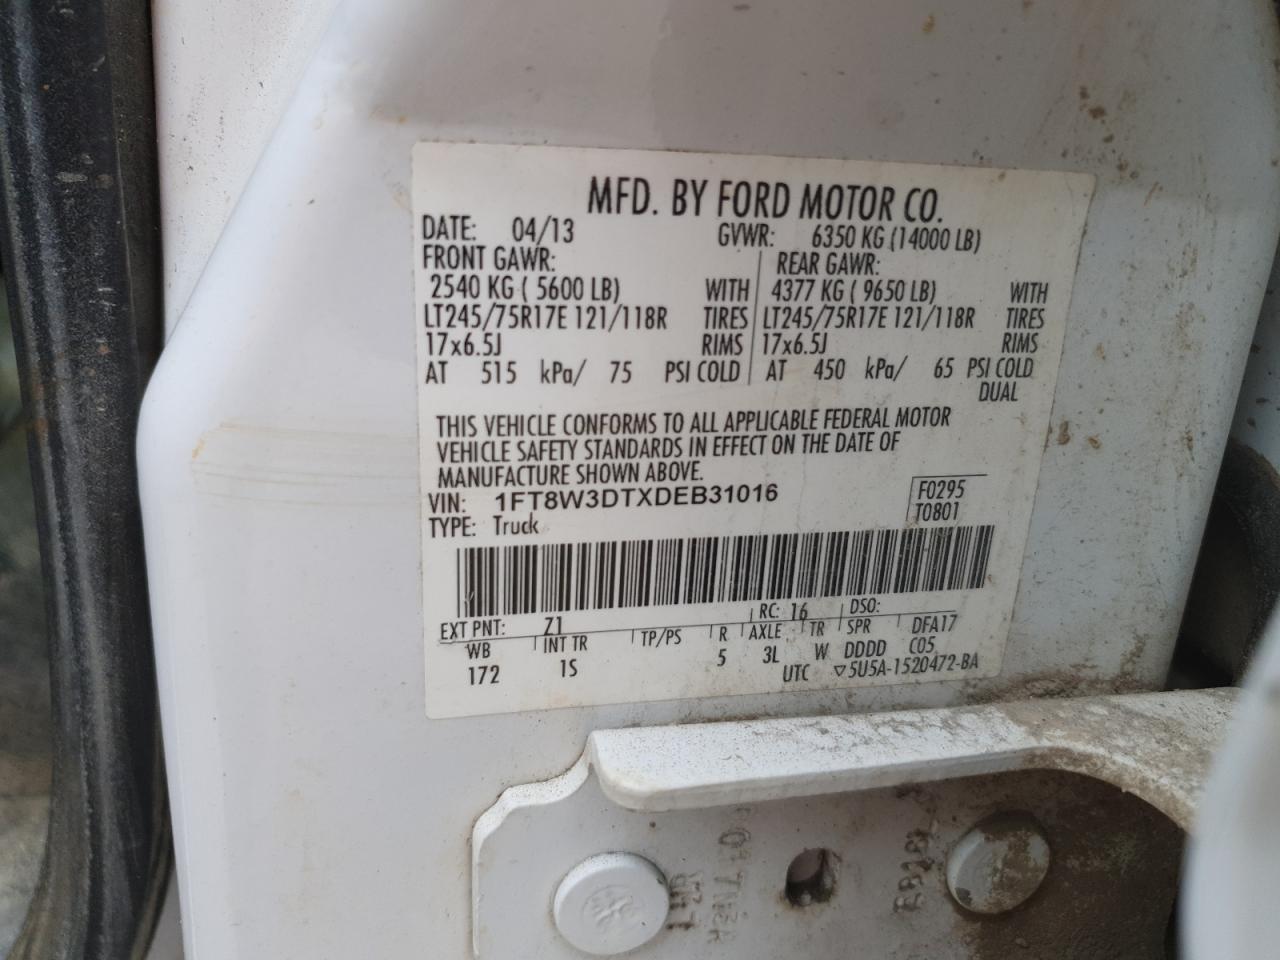 MFD. BY FORD MOTOR CO.
DATE: 04/13 GVWR: 6350 KG (14000 LB)
FRONT GAWR: REAR GAWR:
2540 KG ( 5600 LB) WITH 4377 KG ( 9650 LB) WITH
LT245/75R17E 121/118R TIRES LT245/75R17E 121/118R TIRES
17x6.5J RIMS 17x6.5J RIMS
AT 515 kPa/ 75 PSI COLD AT 450 kPa/ 65 PSI COLD
DUAL
THIS VEHICLE CONFORMS TO ALL APPLICABLE FEDERAL MOTOR
VEHICLE SAFETY STANDARDS IN EFFECT ON THE DATE OF
MANUFACTURE SHOWN ABOVE.
VIN: 1FT8W3DTXDEB31016 F0295
TYPE: Truck T0801
EXT PNT: Z1 RC: 16 DSO:
WB INT TR TP/PS R AXLE TR SPR DFA17
172 1S 5 3L W DDDD C05
UTC ▽5U5A-1520472-BA